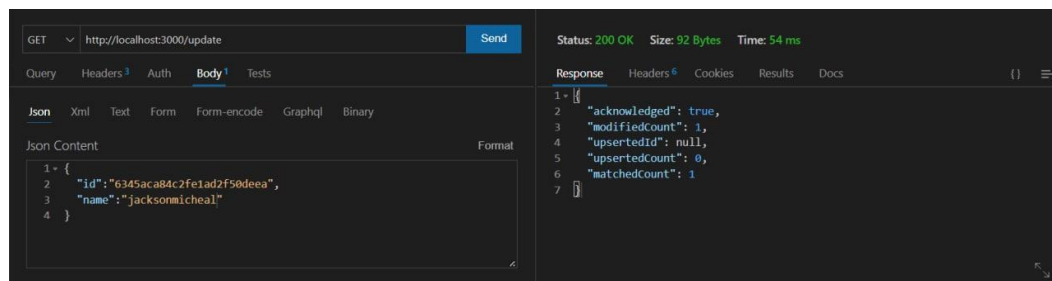 GET http://localhost:3000/update Send
Query Headers 3 Auth Body 1 Tests
Json Xml Text Form Form-encode Graphql Binary
Json Content Format
1 {
2 "id":"6345aca84c2fe1ad2f50deea",
3 "name":"jacksonmicheal"
4 }
Status: 200 OK Size: 92 Bytes Time: 54 ms
Response Headers 6 Cookies Results Docs {}
1 {
2 "acknowledged": true,
3 "modifiedCount": 1,
4 "upsertedId": null,
5 "upsertedCount": 0,
6 "matchedCount": 1
7 }